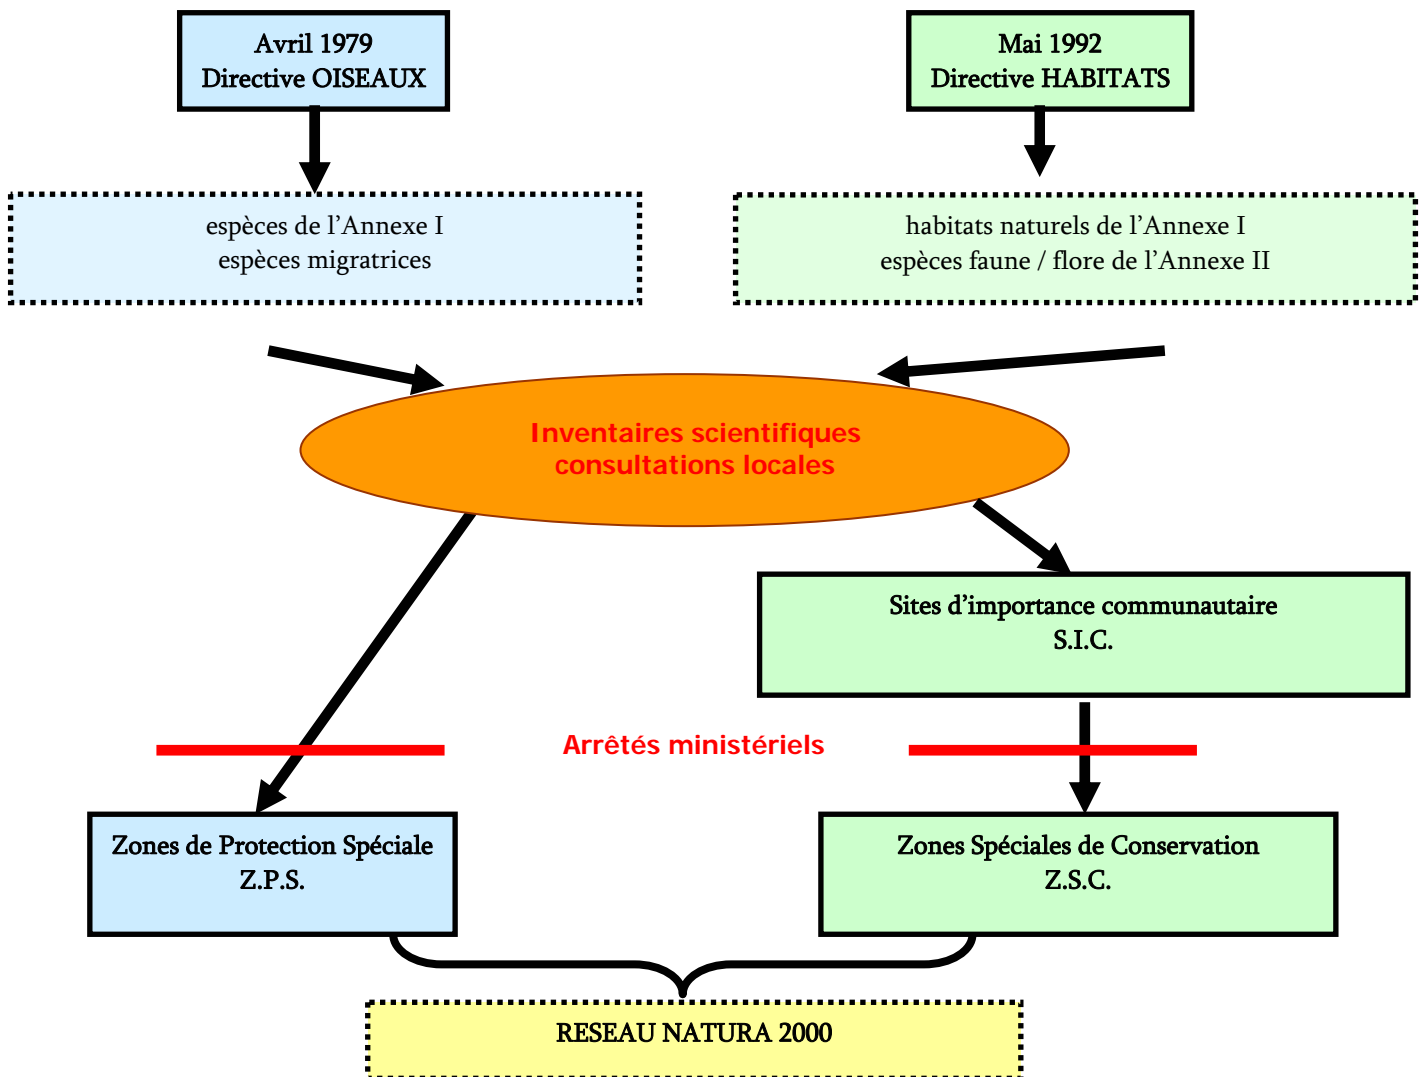 Avril 1979
Directive OISEAUX
Mai 1992
Directive HABITATS
espèces de l’Annexe I
espèces migratrices
habitats naturels de l’Annexe I
espèces faune / flore de l’Annexe II
Inventaires scientifiques
consultations locales
Sites d’importance communautaire
S.I.C.
Arrêtés ministériels
Zones de Protection Spéciale
Z.P.S.
Zones Spéciales de Conservation
Z.S.C.
RESEAU NATURA 2000